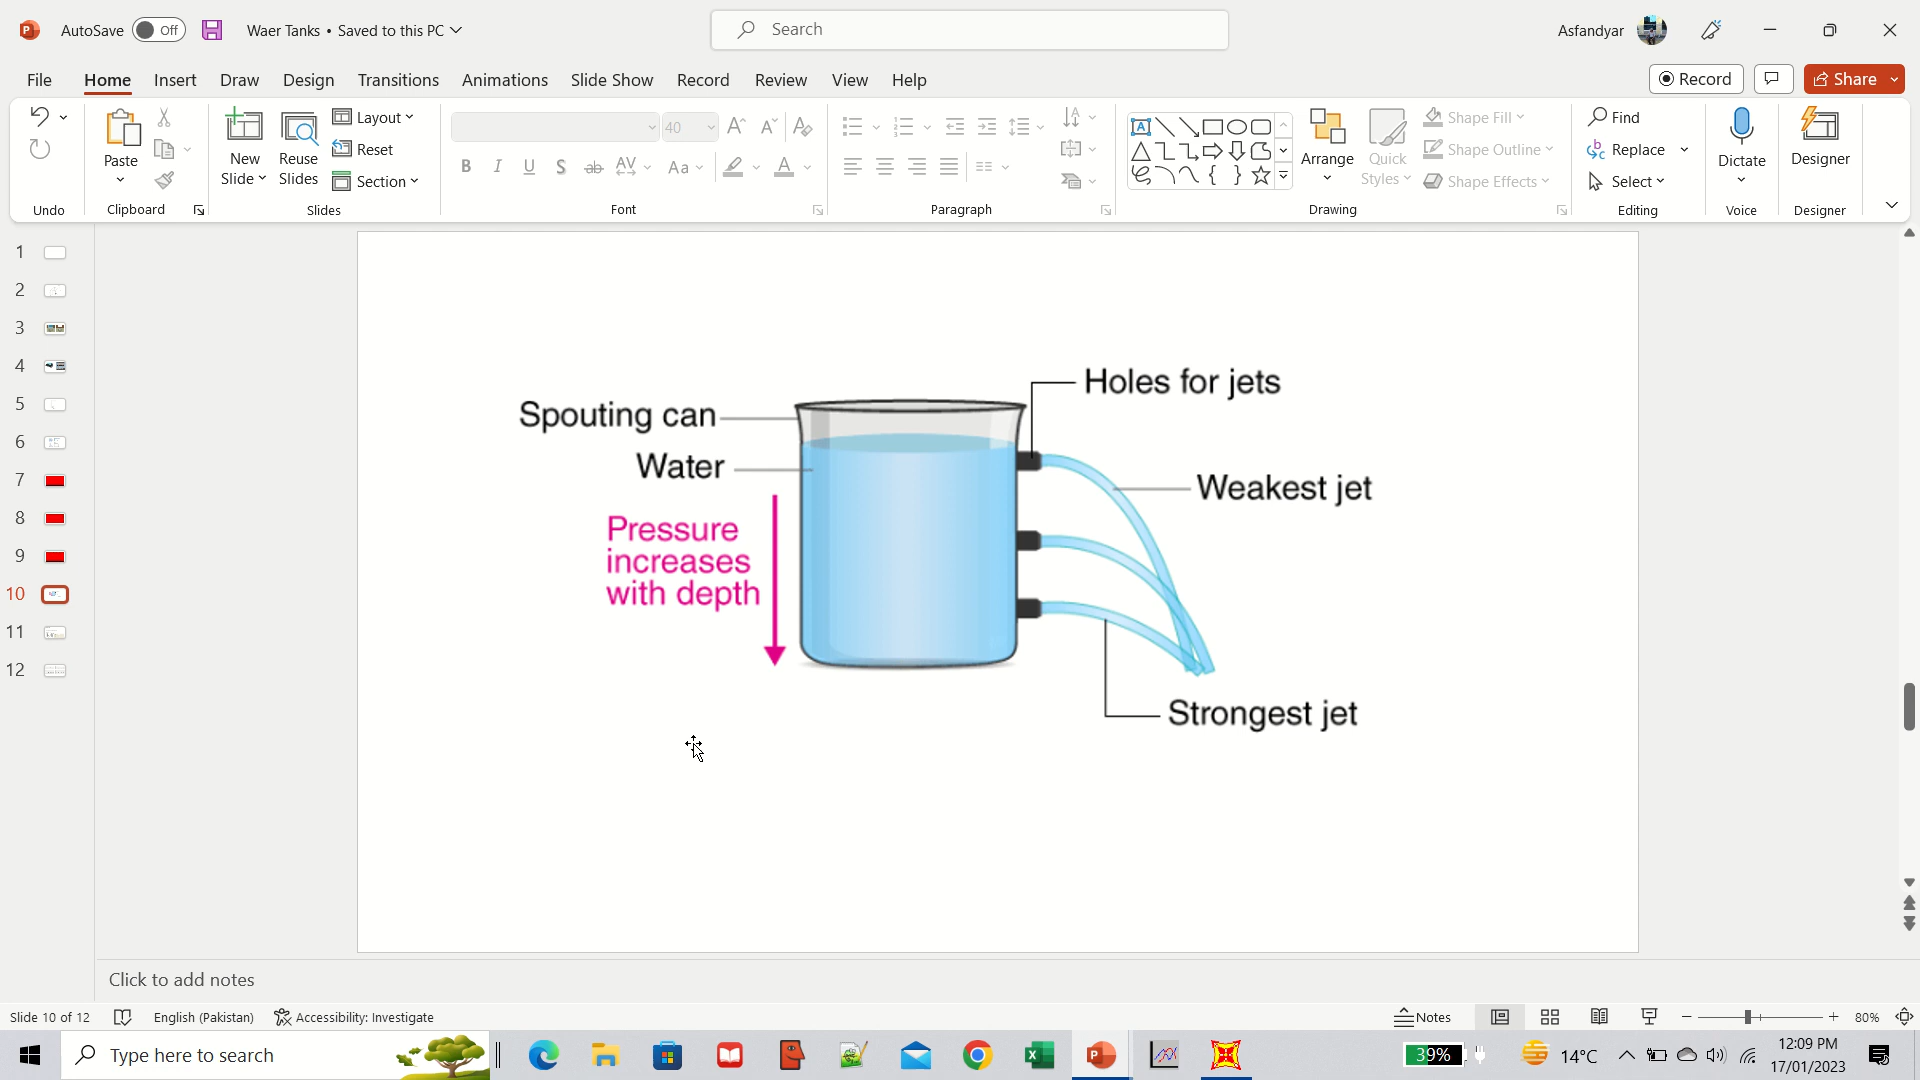 AutoSave Off Waer Tanks • Saved to this PC Search Asfandyar
File Home Insert Draw Design Transitions Animations Slide Show Record Review View Help Record Share
Paste New Slide Reuse Slides Layout Reset Section 40 Arrange Quick Styles Shape Fill Shape Outline Shape Effects Find Replace Select Dictate Designer
Undo Clipboard Slides Font Paragraph Drawing Editing Voice Designer
1
2
3
4
5
6
7
8
9
10
11
12
Holes for jets
Spouting can
Water
Weakest jet
Pressure
increases
with depth
Strongest jet
Click to add notes
Slide 10 of 12 English (Pakistan) Accessibility: Investigate Notes 80%
Type here to search 39% 14°C 12:09 PM
17/01/2023